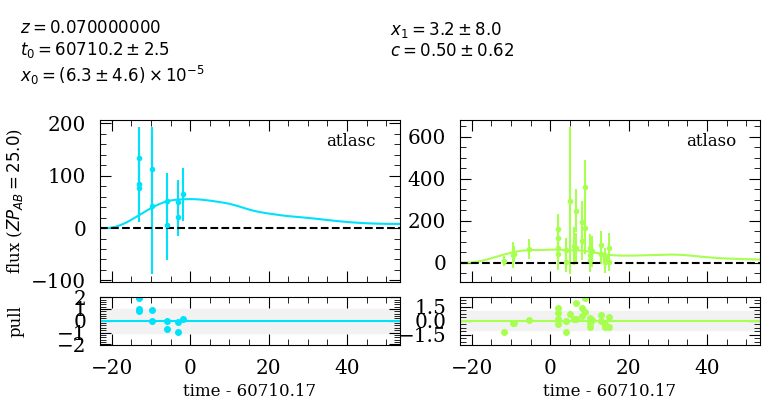 z = 0.070000000
t₀ = 60710.2 ± 2.5
x₀ = (6.3 ± 4.6) × 10⁻⁵
x₁ = 3.2 ± 8.0
c = 0.50 ± 0.62
flux (ZP_AB = 25.0)
200
100
0
−100
atlasc
600
400
200
0
atlaso
pull
2
1
0
−1
−2
1.5
0.0
−1.5
−20 0 20 40
time - 60710.17
−20 0 20 40
time - 60710.17